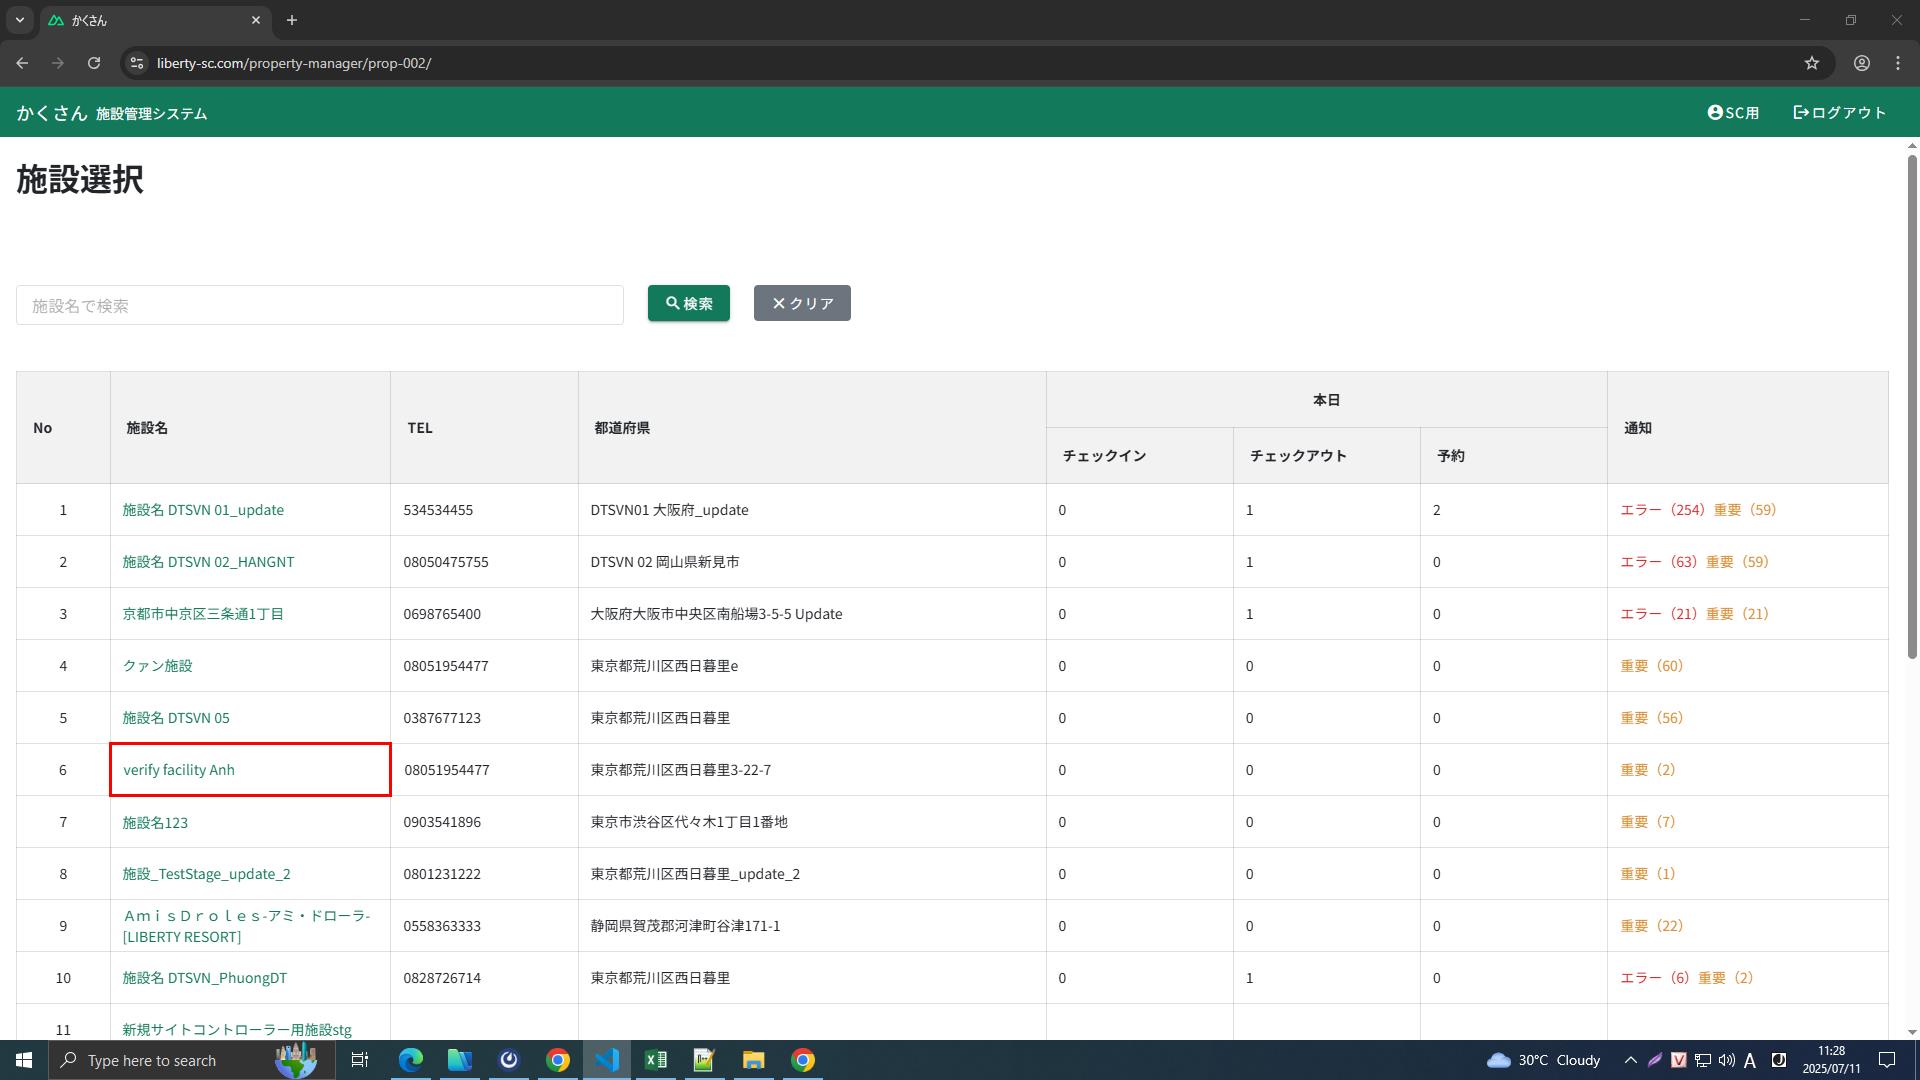 かくさん
liberty-sc.com/property-manager/prop-002/
かくさん 施設管理システム
SC用 ログアウト
施設選択
施設名で検索 検索 クリア
No 施設名 TEL 都道府県 本日 通知
チェックイン チェックアウト 予約
1 施設名 DTSVN 01_update 534534455 DTSVN01 大阪府_update 0 1 2 エラー（254）重要（59）
2 施設名 DTSVN 02_HANGNT 08050475755 DTSVN 02 岡山県新見市 0 1 0 エラー（63）重要（59）
3 京都市中京区三条通1丁目 0698765400 大阪府大阪市中央区南船場3-5-5 Update 0 1 0 エラー（21）重要（21）
4 クァン施設 08051954477 東京都荒川区西日暮里e 0 0 0 重要（60）
5 施設名 DTSVN 05 0387677123 東京都荒川区西日暮里 0 0 0 重要（56）
6 verify facility Anh 08051954477 東京都荒川区西日暮里3-22-7 0 0 0 重要（2）
7 施設名123 0903541896 東京市渋谷区代々木1丁目1番地 0 0 0 重要（7）
8 施設_TestStage_update_2 0801231222 東京都荒川区西日暮里_update_2 0 0 0 重要（1）
9 ＡｍｉｓＤｒｏｌｅｓ-アミ・ドローラ-
[LIBERTY RESORT] 0558363333 静岡県賀茂郡河津町谷津171-1 0 0 0 重要（22）
10 施設名 DTSVN_PhuongDT 0828726714 東京都荒川区西日暮里 0 1 0 エラー（6）重要（2）
11 新規サイトコントローラー用施設stg
Type here to search
30°C Cloudy
A
11:28
2025/07/11